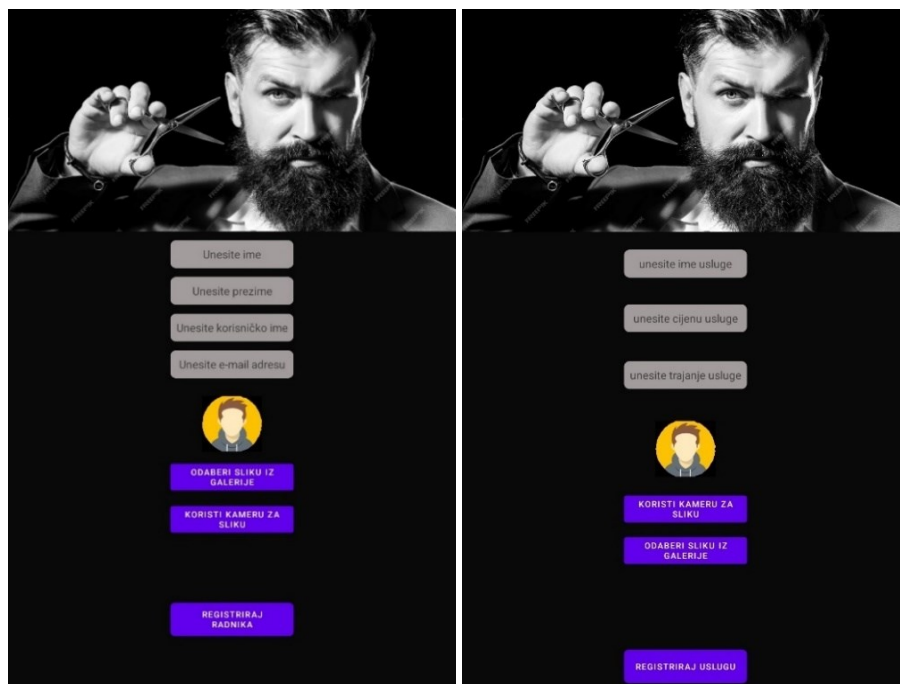 Unesite ime
Unesite prezime
Unesite korisničko ime
Unesite e-mail adresu
ODABERI SLIKU IZ
GALERIJE
KORISTI KAMERU ZA
SLIKU
REGISTRIRAJ
RADNIKA
unesite ime usluge
unesite cijenu usluge
unesite trajanje usluge
KORISTI KAMERU ZA
SLIKU
ODABERI SLIKU IZ
GALERIJE
REGISTRIRAJ USLUGU